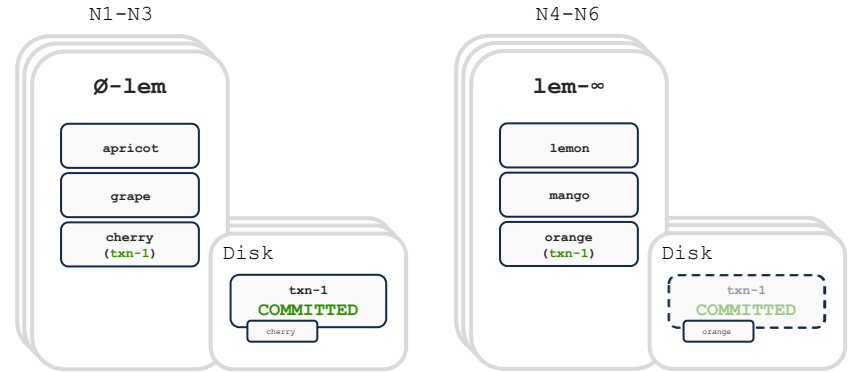 N1-N3
Ø-lem
apricot
grape
cherry
(txn-1)
Disk
txn-1
COMMITTED
cherry
N4-N6
lem-∞
lemon
mango
orange
(txn-1)
Disk
txn-1
COMMITTED
orange